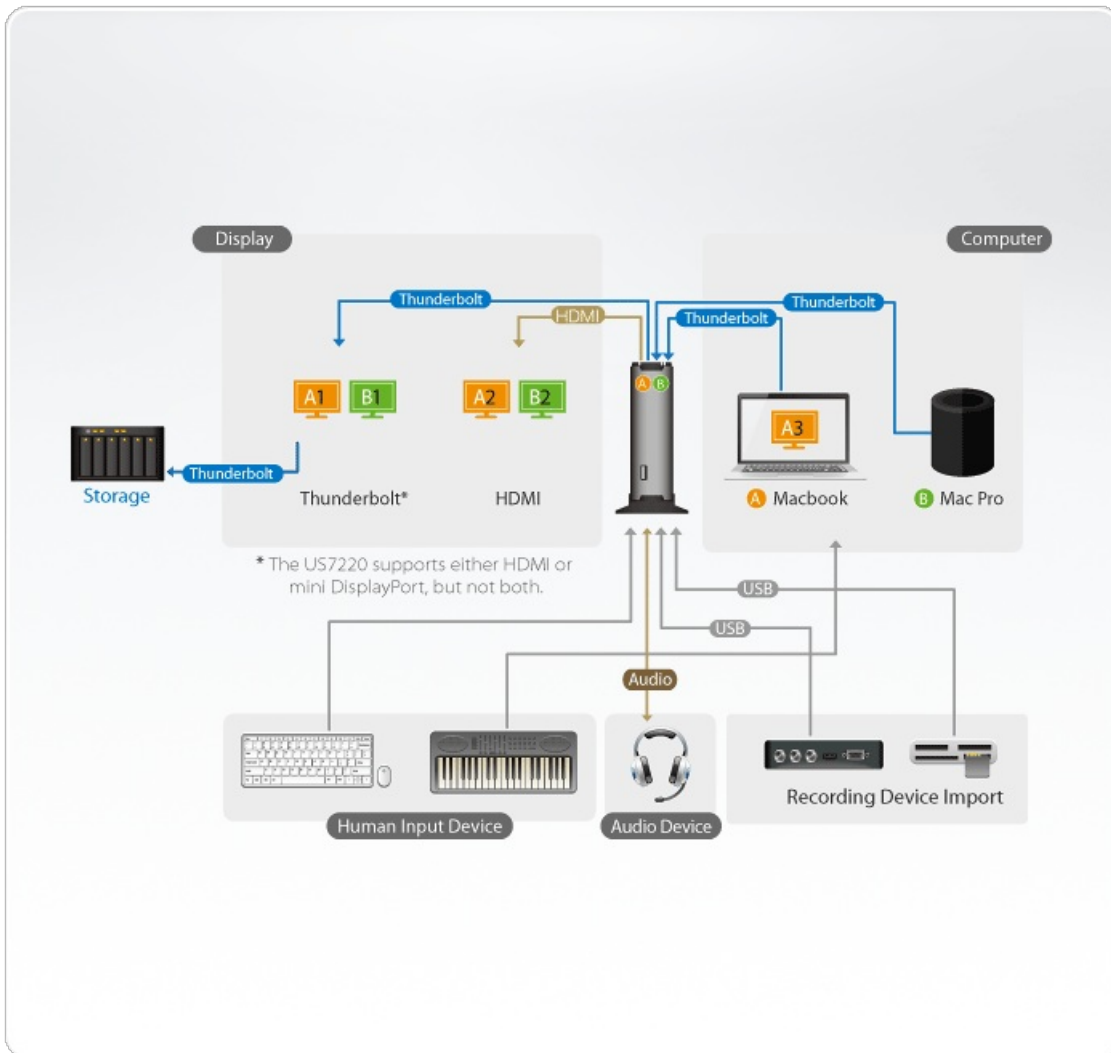 Display
Computer
Thunderbolt
Thunderbolt
HDMI
Thunderbolt
A B
A1
B1
A2
B2
A3
Thunderbolt
Storage
Thunderbolt*
HDMI
A Macbook
B Mac Pro
* The US7220 supports either HDMI or
mini DisplayPort, but not both.
USB
USB
Audio
Recording Device Import
Human Input Device
Audio Device